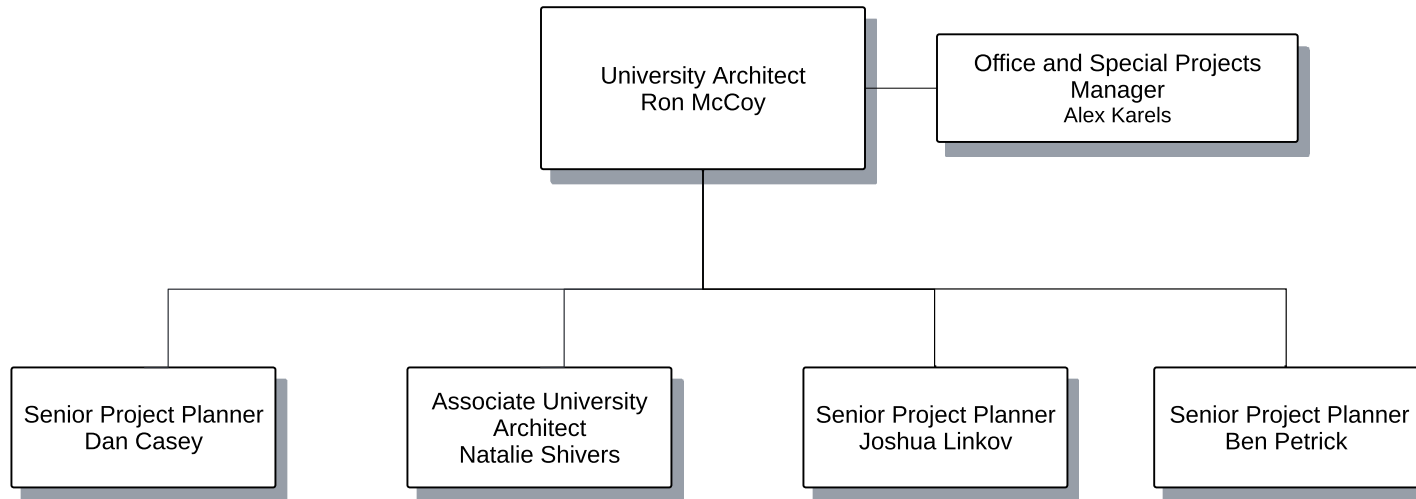 University Architect
Ron McCoy
Office and Special Projects
Manager
Alex Karels
Senior Project Planner
Dan Casey
Associate University
Architect
Natalie Shivers
Senior Project Planner
Joshua Linkov
Senior Project Planner
Ben Petrick